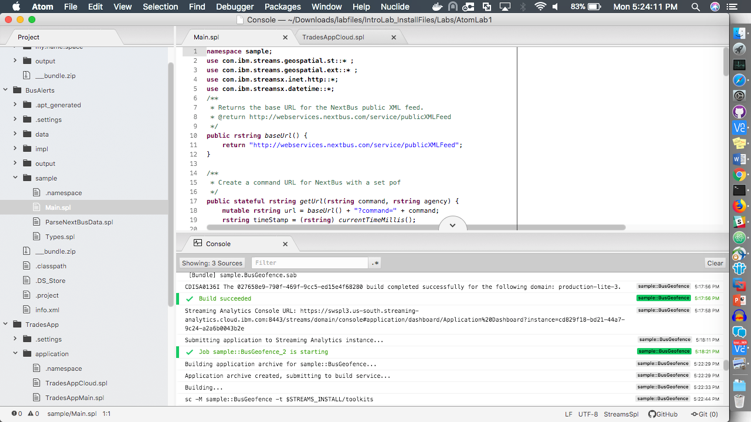 Atom File Edit View Selection Find Debugger Packages Window Help Nuclide 83% Mon 5:24:11 PM
Console — ~/Downloads/labfiles/IntroLab_InstallFiles/Labs/AtomLab1
Project
Main.spl
TradesAppCloud.spl
my.name.space
output
__bundle.zip
BusAlerts
.apt_generated
.settings
data
impl
output
sample
.namespace
Main.spl
ParseNextBusData.spl
Types.spl
__bundle.zip
.classpath
.DS_Store
.project
info.xml
TradesApp
.settings
application
.namespace
TradesAppCloud.spl
TradesAppMain.spl
1 namespace sample;
2 use com.ibm.streams.geospatial.st::* ;
3 use com.ibm.streams.geospatial.ext::* ;
4 use com.ibm.streamsx.inet.http::*;
5 use com.ibm.streamsx.datetime::*;
6 /**
7 * Returns the base URL for the NextBus public XML feed.
8 * @return http://webservices.nextbus.com/service/publicXMLFeed
9 */
10 public rstring baseUrl() {
11 return "http://webservices.nextbus.com/service/publicXMLFeed";
12 }
13
14 /**
15 * Create a command URL for NextBus with a set pof
16 */
17 public stateful rstring getUrl(rstring command, rstring agency) {
18 mutable rstring url = baseUrl() + "?command=" + command;
19 rstring timeStamp = (rstring) currentTimeMillis();
20
Console
Showing: 3 Sources Filter .* Clear
[Bundle] sample.BusGeofence.sab
CDISA0136I The 027650e9-790f-469f-9cc5-ed15e4f68200 build completed successfully for the following domain: production-lite-3. sample::BusGeofence 5:17:56 PM
Build succeeded sample::BusGeofence 5:17:58 PM
Streaming Analytics Console URL: https://wspl3.us-south.streaming- sample::BusGeofence 5:17:58 PM
analytics.cloud.ibm.com:8443/streams/domain/console#application/dashboard/Application%20Dashboard?instance=cd829f18-bd21-44a7-
9c24-a2a6b0043b2e
Submitting application to Streaming Analytics instance... sample::BusGeofence 5:18:11 PM
Job sample::BusGeofence_2 is starting sample::BusGeofence 5:18:21 PM
Building application archive for sample::BusGeofence... sample::BusGeofence 5:22:29 PM
Application archive created, submitting to build service... sample::BusGeofence 5:22:29 PM
Building... sample::BusGeofence 5:22:33 PM
sc -M sample::BusGeofence -t $STREAMS_INSTALL/toolkits sample::BusGeofence 5:22:44 PM
0 0 sample/Main.spl 1:1 LF UTF-8 StreamsSpl GitHub Git (0)